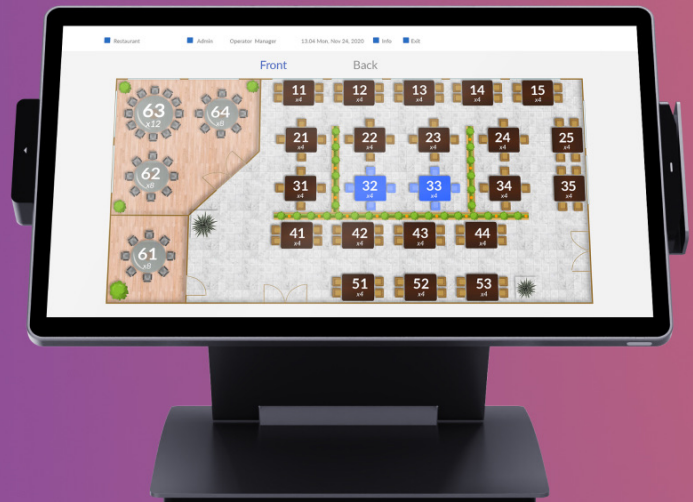 Restaurant Admin Operator Manager 13:04 Mon, Nov 24, 2020 Info Exit
Front Back
63
x12
64
x8
11
x4
12
x4
13
x4
14
x4
15
x4
21
x4
22
x4
23
x4
24
x4
25
x4
62
x8
31
x4
32
x4
33
x4
34
x4
35
x4
61
x8
41
x4
42
x4
43
x4
44
x4
51
x4
52
x4
53
x4